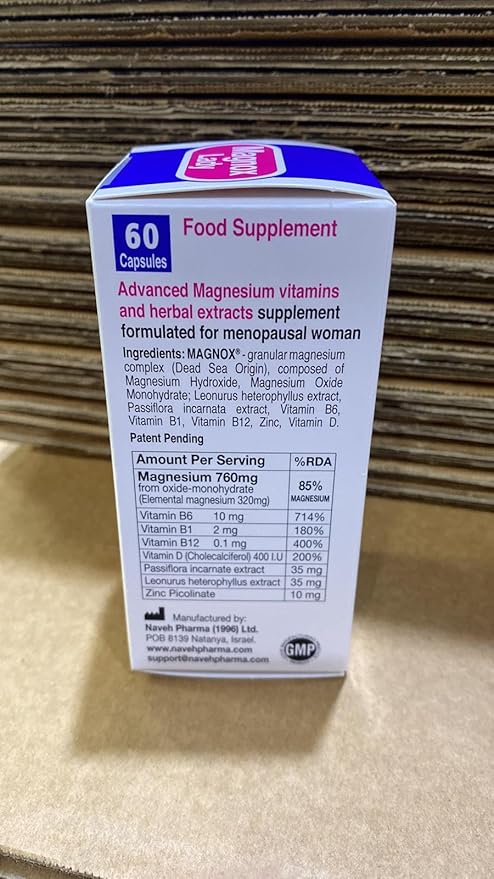 Magnox
Lady
60
Capsules
Food Supplement
Advanced Magnesium vitamins
and herbal extracts supplement
formulated for menopausal woman
Ingredients: MAGNOX® - granular magnesium
complex (Dead Sea Origin), composed of
Magnesium Hydroxide, Magnesium Oxide
Monohydrate; Leonurus heterophyllus extract,
Passiflora incarnata extract, Vitamin B6,
Vitamin B1, Vitamin B12, Zinc, Vitamin D.
Patent Pending
Amount Per Serving %RDA
Magnesium 760mg
from oxide-monohydrate
(Elemental magnesium 320mg)
85%
MAGNESIUM
Vitamin B6 10 mg 714%
Vitamin B1 2 mg 180%
Vitamin B12 0.1 mg 400%
Vitamin D (Cholecalciferol) 400 I.U 200%
Passiflora incarnate extract 35 mg
Leonurus heterophyllus extract 35 mg
Zinc Picolinate 10 mg
Manufactured by:
Naveh Pharma (1996) Ltd.
POB 8139 Natanya, Israel.
www.navehpharma.com
support@navehpharma.com
GMP